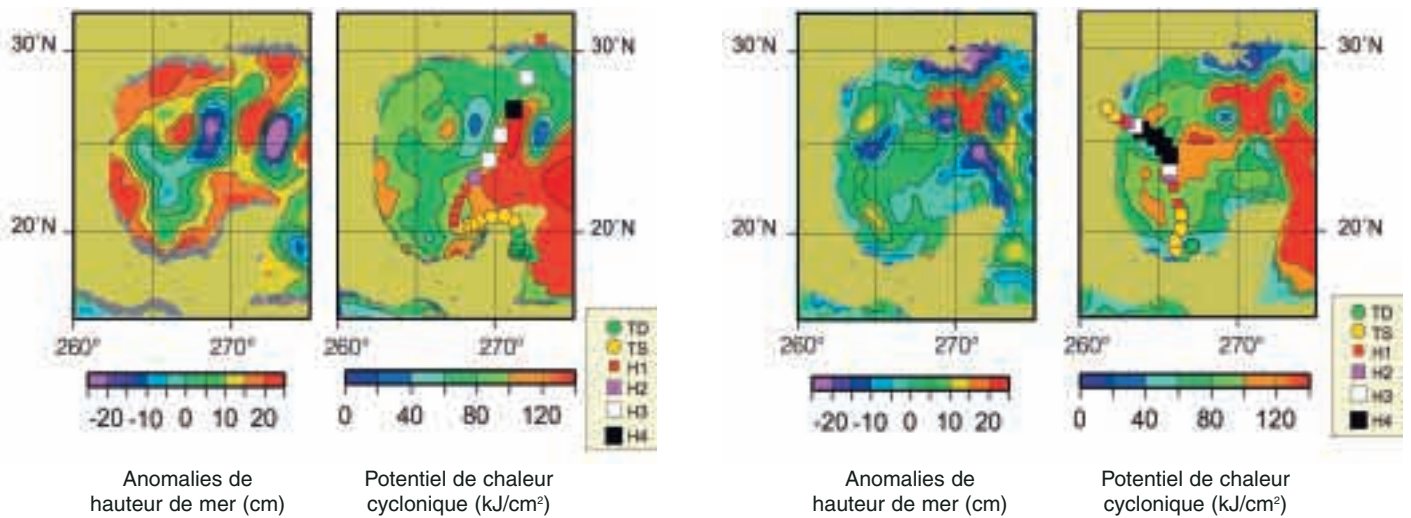 30°N
30°N
30°N
30°N
20°N
20°N
20°N
20°N
260°
270°
270°
260°
270°
260°
270°
TD
TS
H1
H2
H3
H4
TD
TS
H1
H2
H3
H4
-20 -10 0 10 20
0 40 80 120
-20 -10 0 10 20
0 40 80 120
Anomalies de
hauteur de mer (cm)
Potentiel de chaleur
cyclonique (kJ/cm²)
Anomalies de
hauteur de mer (cm)
Potentiel de chaleur
cyclonique (kJ/cm²)